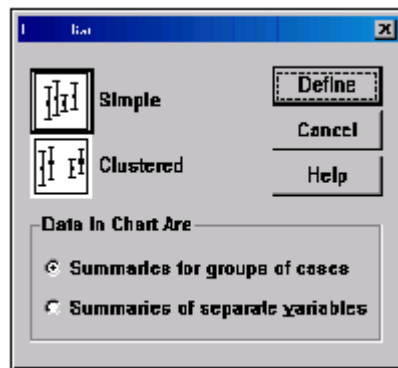 Simple
Clustered
Define
Cancel
Help
Data In Chart Are
Summaries for groups of cases
Summaries of separate variables